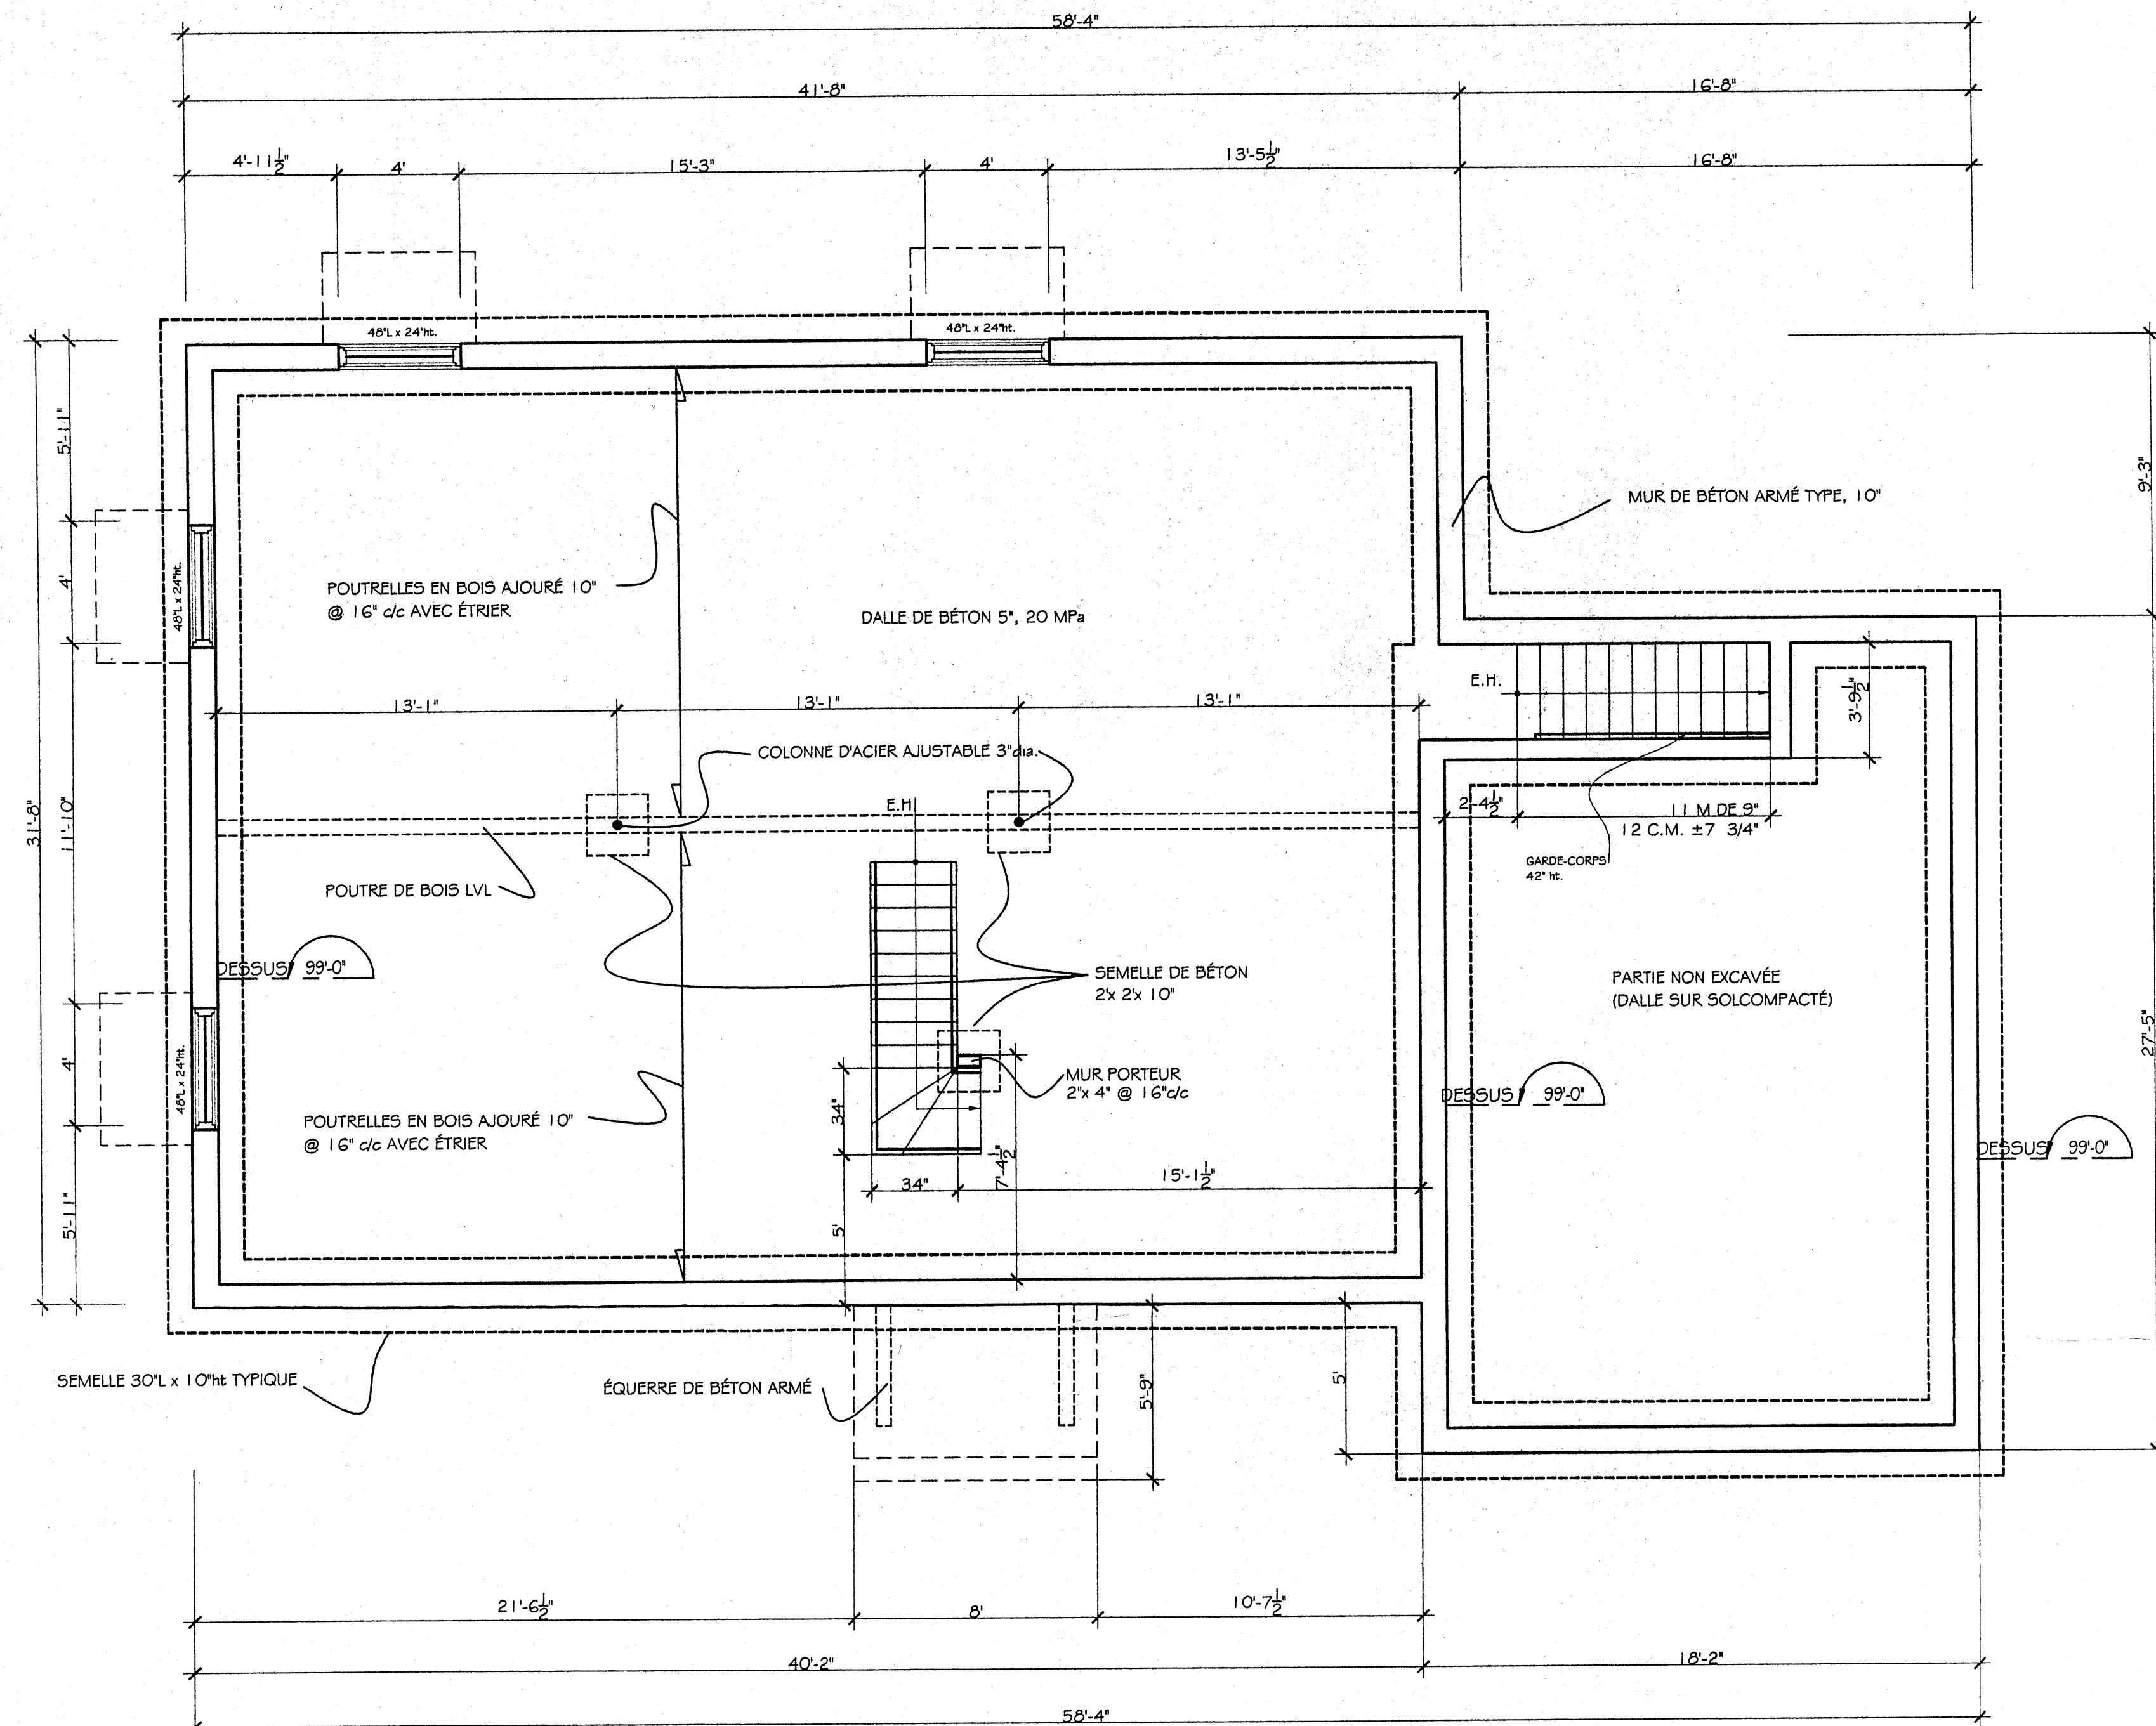 58'-4"
41'-8"
16'-8"
4'-11½"
4'
15'-3"
4'
13'-5½"
16'-8"
48"L x 24"ht.
48"L x 24"ht.
5'-11"
9'-3"
MUR DE BÉTON ARMÉ TYPE, 10"
4'
48"L x 24"ht.
POUTRELLES EN BOIS AJOURÉ 10"
@ 16" c/c AVEC ÉTRIER
DALLE DE BÉTON 5", 20 MPa
E.H.
3'-9½"
13'-1"
13'-1"
13'-1"
COLONNE D'ACIER AJUSTABLE 3"dia.
31'-8"
11'-10"
E.H.
2'-4½"
11 M DE 9"
12 C.M. ±7 3/4"
GARDE-CORPS
42" ht.
POUTRE DE BOIS LVL
DESSUS 99'-0"
SEMELLE DE BÉTON
2'x 2'x 10"
PARTIE NON EXCAVÉE
(DALLE SUR SOLCOMPACTÉ)
27'-5"
4'
48"L x 24"ht.
MUR PORTEUR
2"x 4" @ 16"c/c
DESSUS 99'-0"
POUTRELLES EN BOIS AJOURÉ 10"
@ 16" c/c AVEC ÉTRIER
34"
DESSUS 99'-0"
7'-4½"
34"
15'-1½"
5'-11"
5'
SEMELLE 30"L x 10"ht TYPIQUE
ÉQUERRE DE BÉTON ARMÉ
5'-9"
5'
21'-6½"
8'
10'-7½"
40'-2"
18'-2"
58'-4"